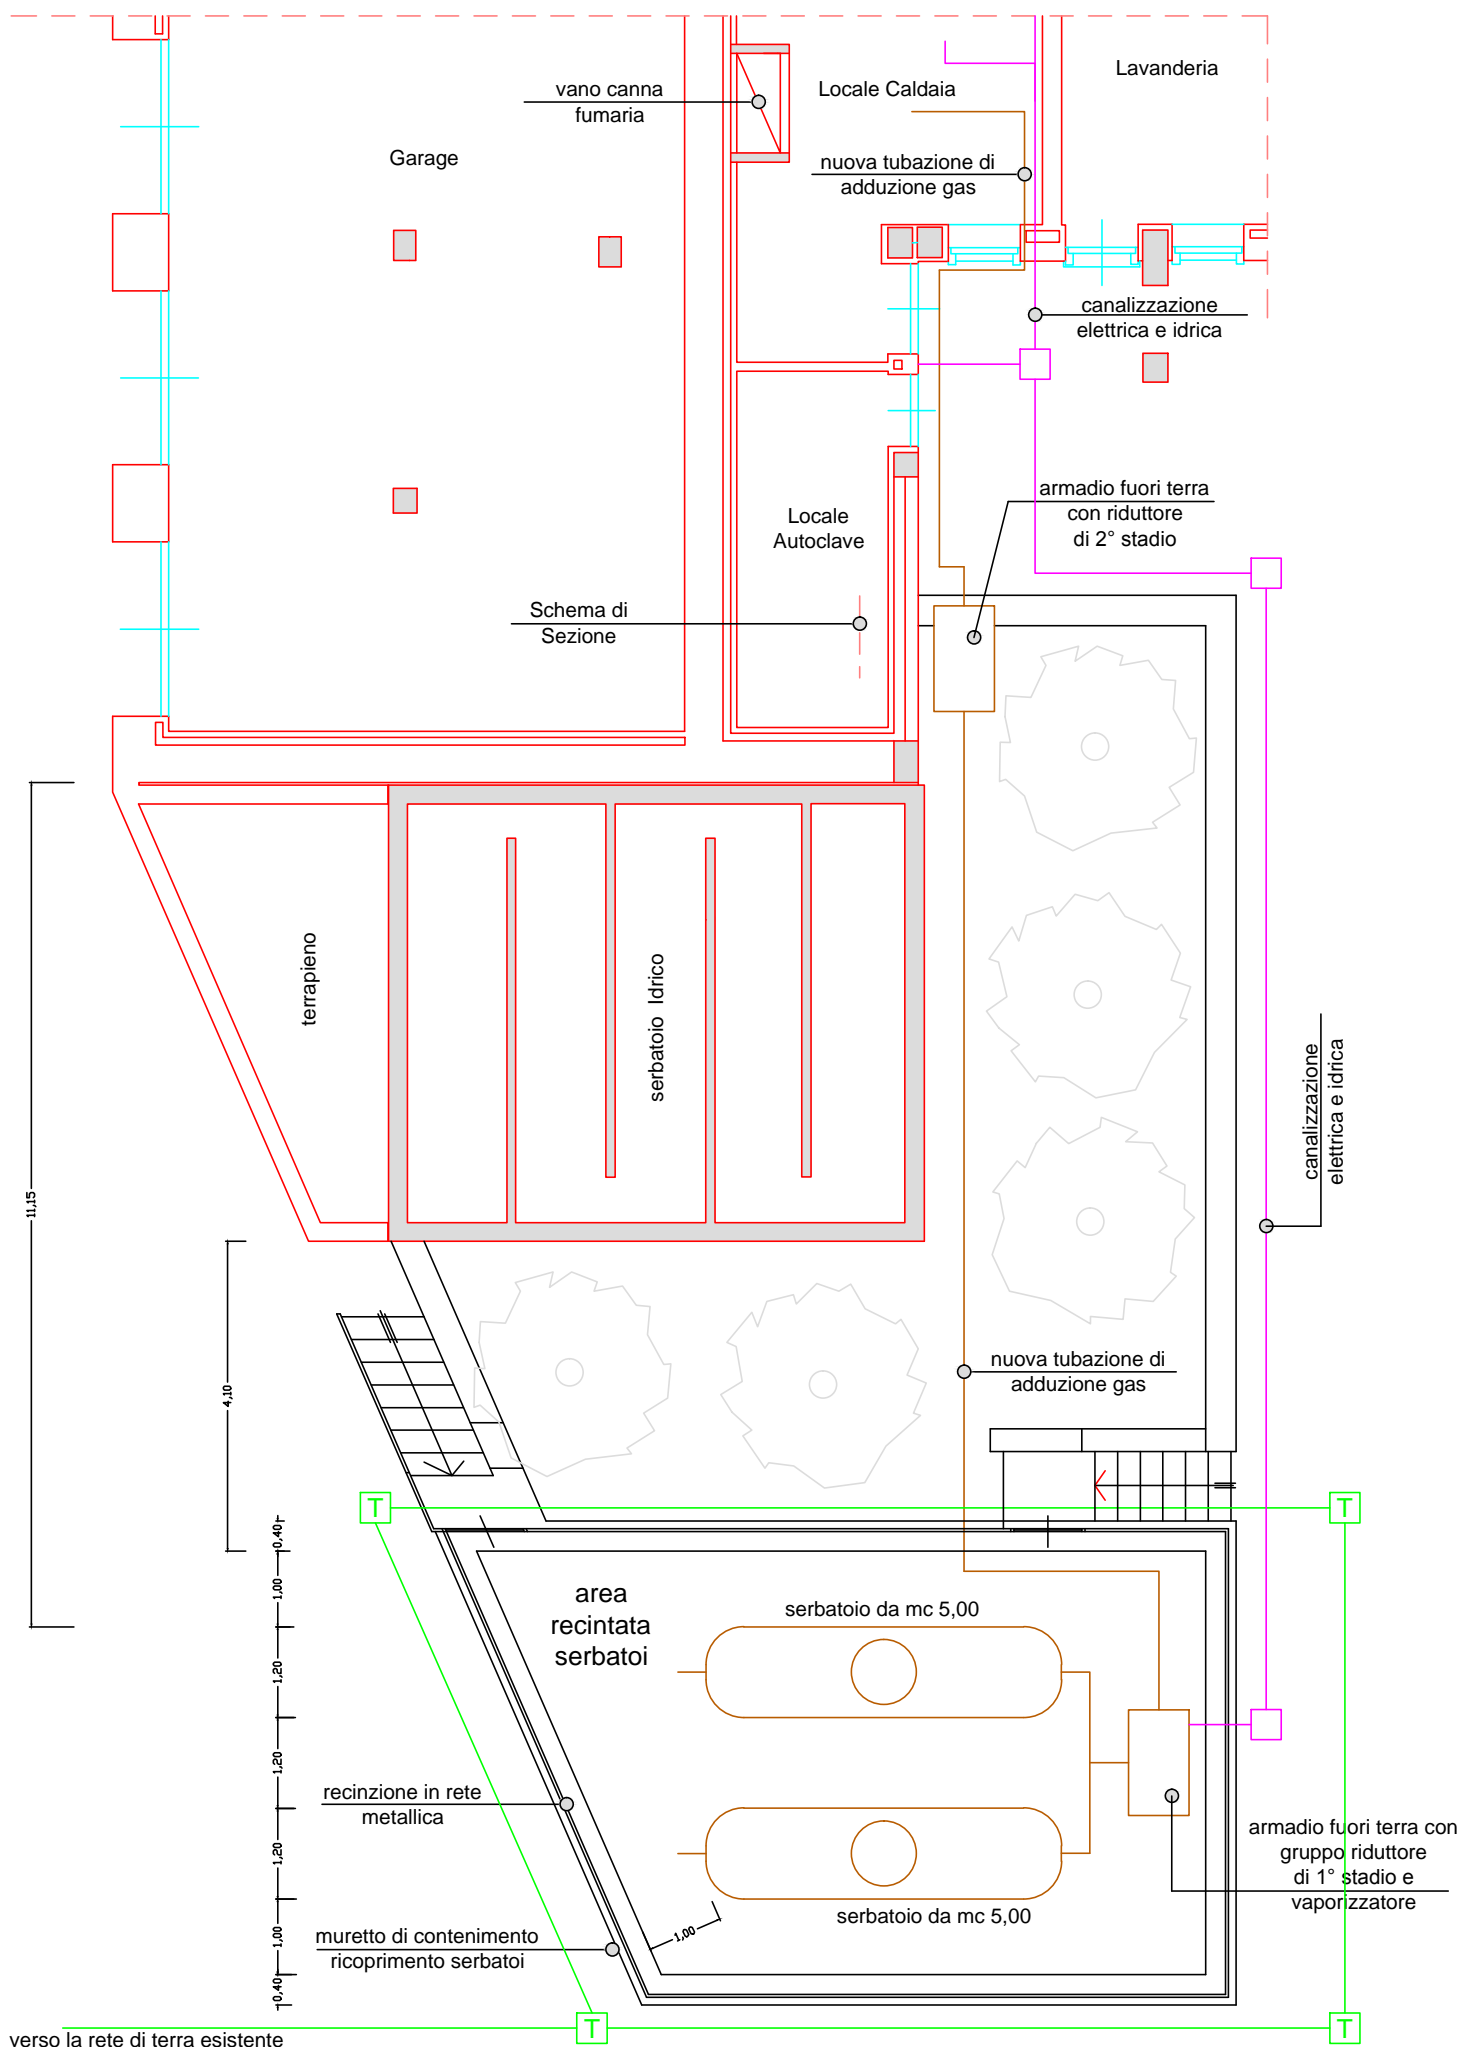 Lavanderia
vano canna
fumaria
Locale Caldaia
Garage
nuova tubazione di
adduzione gas
canalizzazione
elettrica e idrica
armadio fuori terra
con riduttore
di 2° stadio
Locale
Autoclave
Schema di
Sezione
terrapieno
serbatoio Idrico
canalizzazione
elettrica e idrica
11,15
4,10
nuova tubazione di
adduzione gas
T
T
0,40
1,00
1,20
1,20
1,20
1,00
0,40
area
recintata
serbatoi
serbatoio da mc 5,00
recinzione in rete
metallica
armadio fuori terra con
gruppo riduttore
di 1° stadio e
vaporizzatore
serbatoio da mc 5,00
1,00
muretto di contenimento
ricoprimento serbatoi
T
T
verso la rete di terra esistente